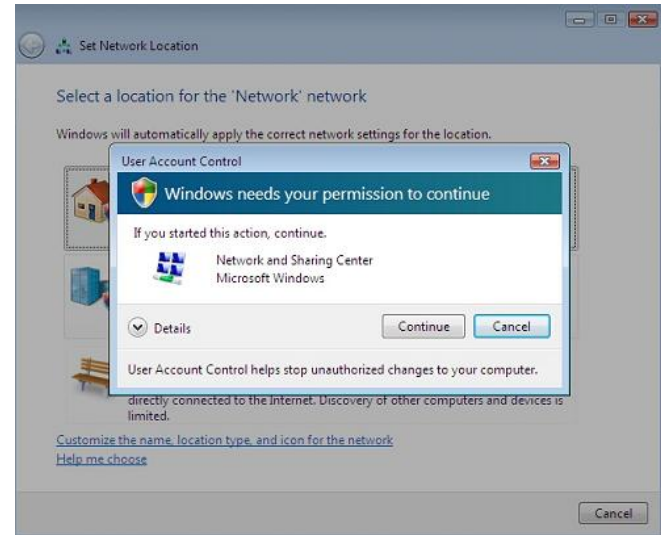 Set Network Location
Select a location for the 'Network' network
Windows will automatically apply the correct network settings for the location.
User Account Control
Windows needs your permission to continue
If you started this action, continue.
Network and Sharing Center
Microsoft Windows
Details
Continue
Cancel
User Account Control helps stop unauthorized changes to your computer.
directly connected to the Internet. Discovery of other computers and devices is
limited.
Customize the name, location type, and icon for the network
Help me choose
Cancel